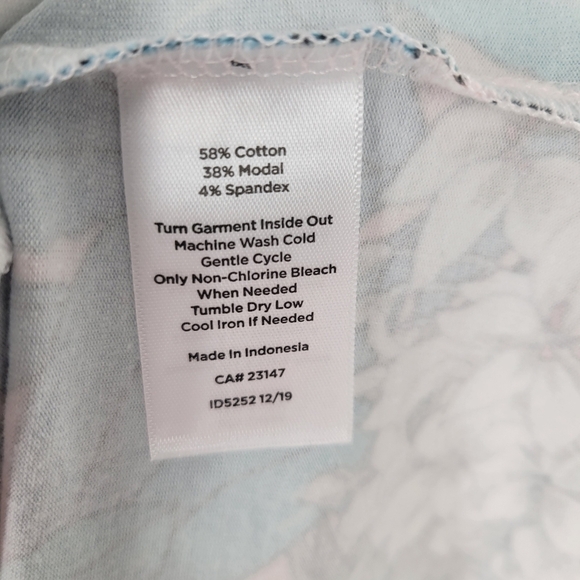 58% Cotton
38% Modal
4% Spandex
Turn Garment Inside Out
Machine Wash Cold
Gentle Cycle
Only Non-Chlorine Bleach
When Needed
Tumble Dry Low
Cool Iron If Needed
Made In Indonesia
CA# 23147
ID5252 12/19